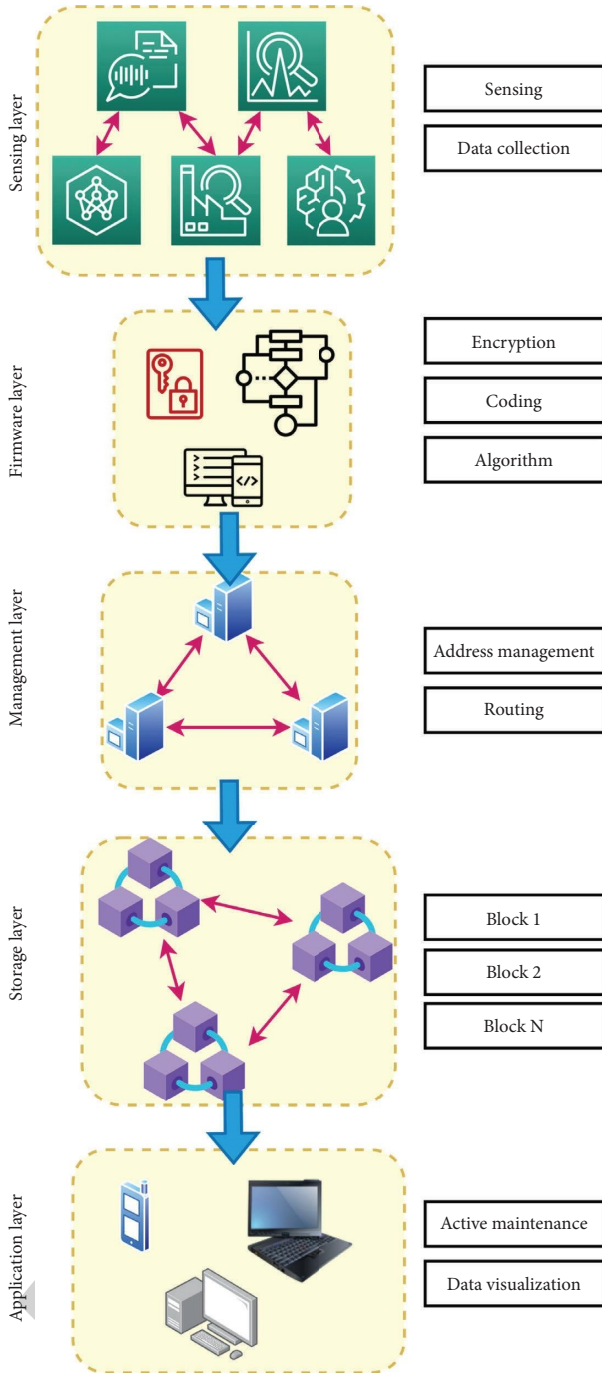 Sensing layer
Sensing
Data collection
Firmware layer
Encryption
Coding
</>
Algorithm
Management layer
Address management
Routing
Storage layer
Block 1
Block 2
Block N
Application layer
Active maintenance
Data visualization